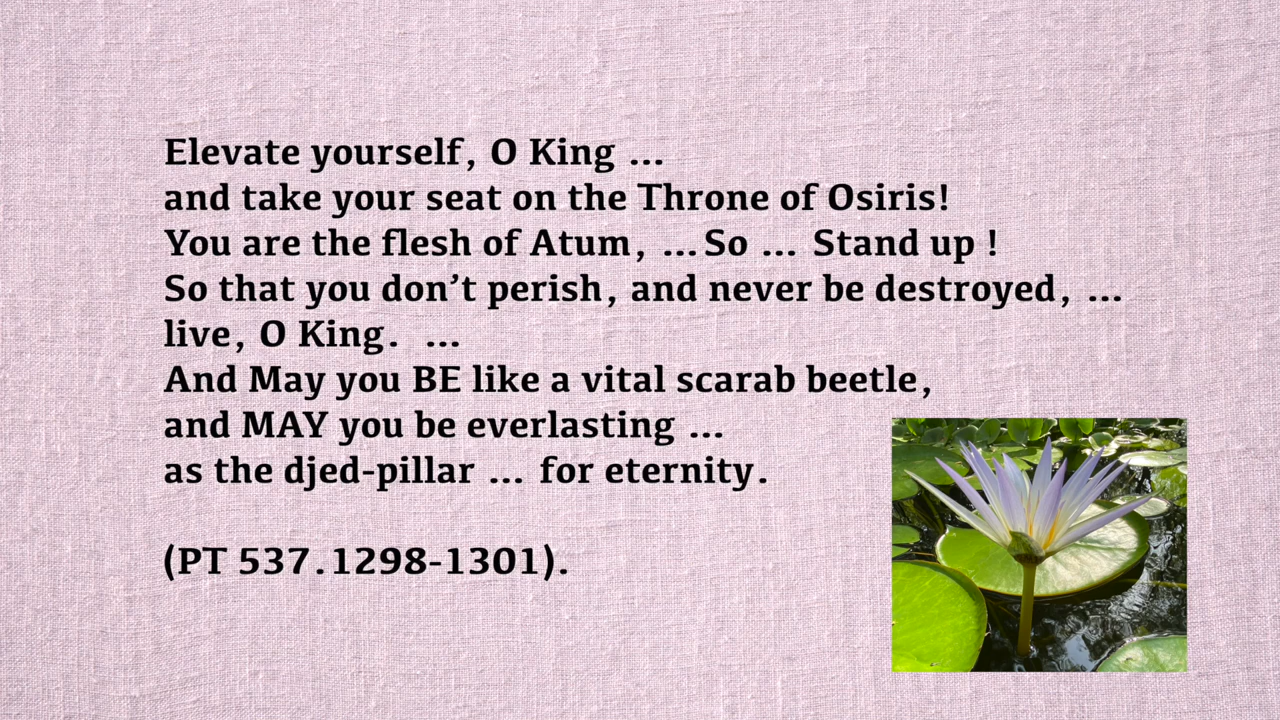 Elevate yourself, O King ...
and take your seat on the Throne of Osiris!
You are the flesh of Atum, ... So ... Stand up !
So that you don’t perish, and never be destroyed, ...
live, O King. ...
And May you BE like a vital scarab beetle,
and MAY you be everlasting ...
as the djed-pillar ... for eternity.
(PT 537.1298-1301).